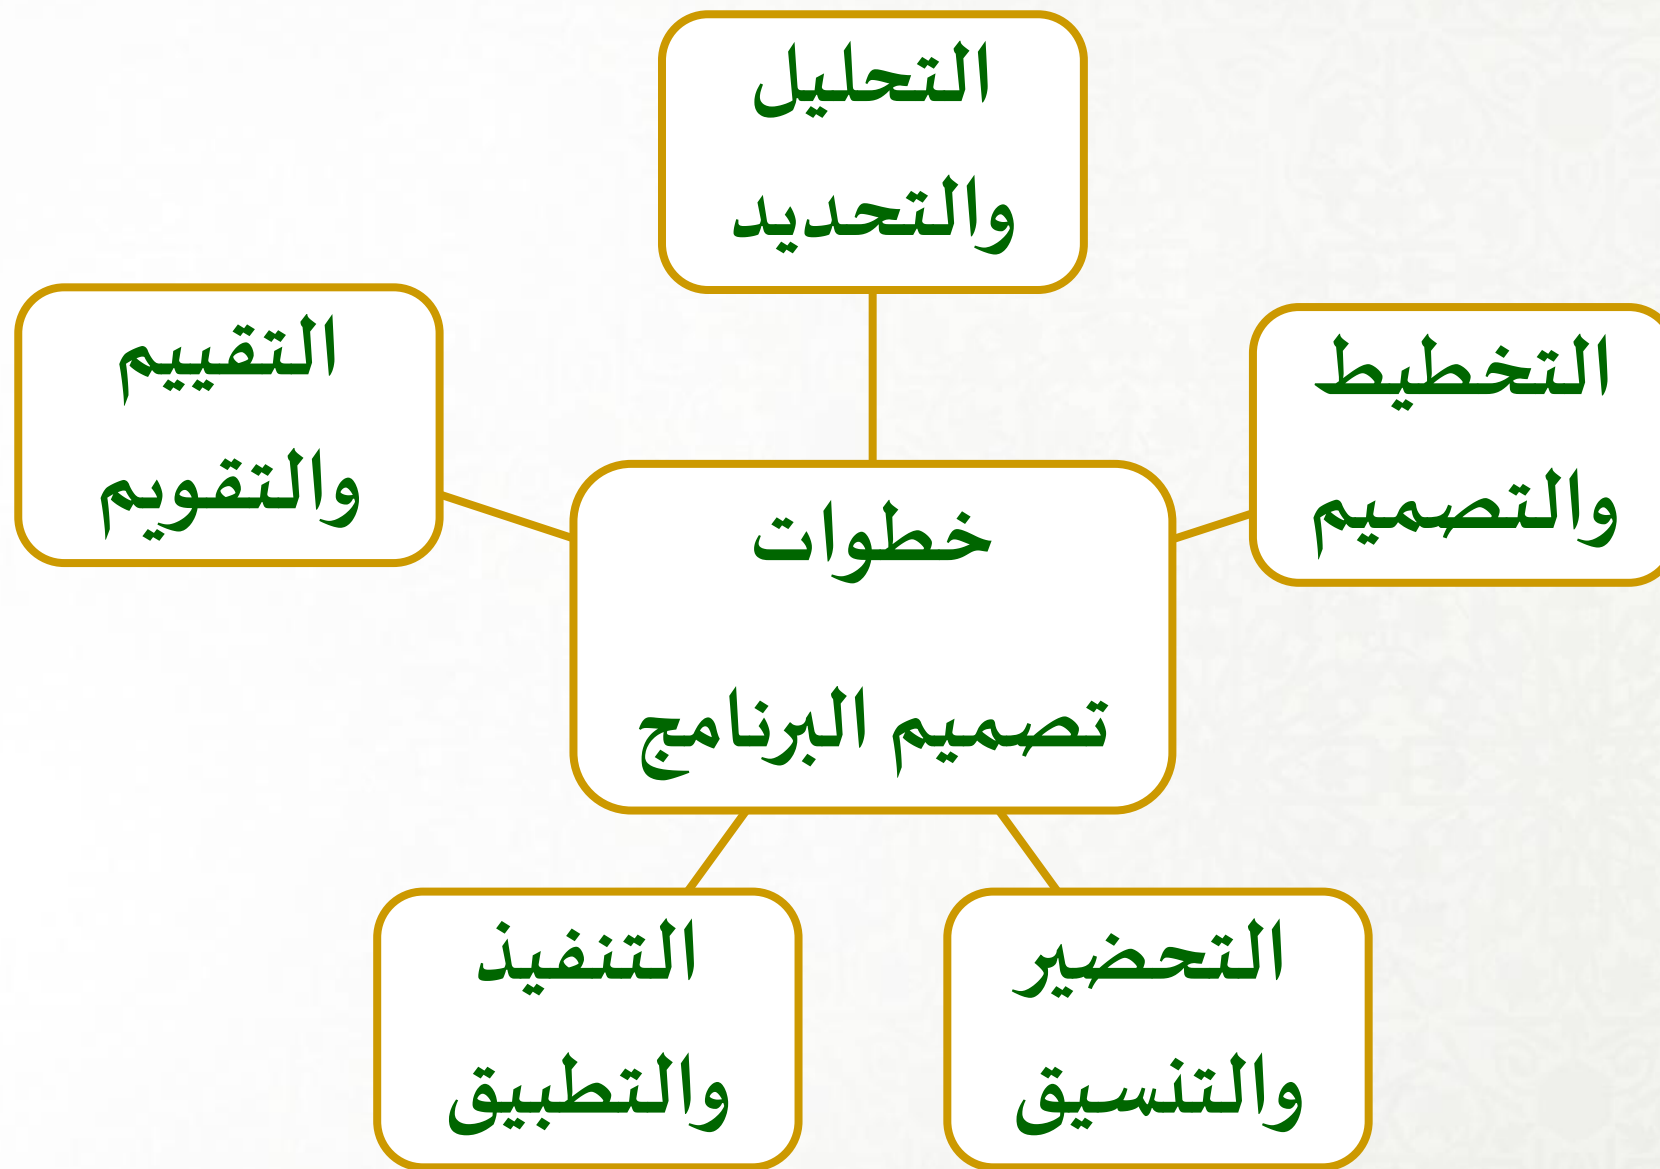 التحليل
والتحديد
التخطيط
والتصميم
التقييم
والتقويم
خطوات
تصميم البرنامج
التحضير
والتنسيق
التنفيذ
والتطبيق